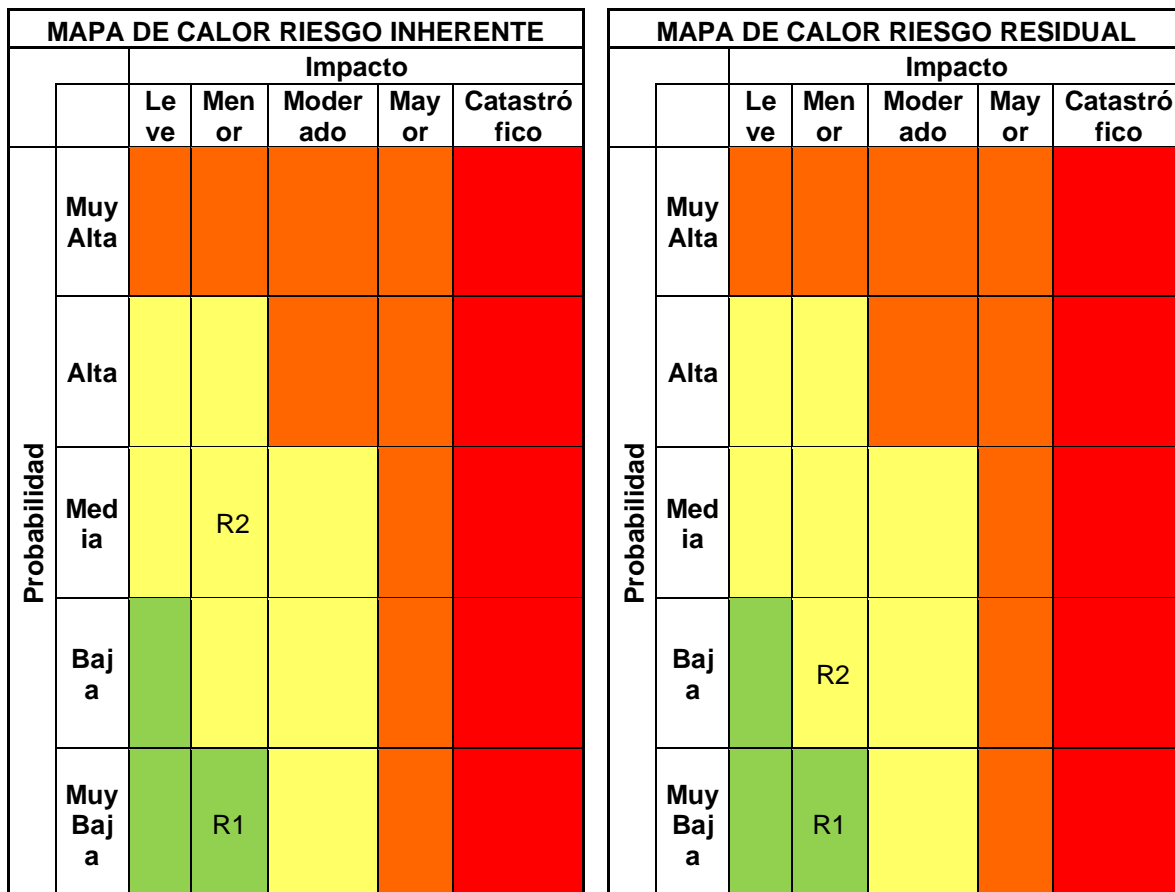 MAPA DE CALOR RIESGO INHERENTE
Impacto
Le
ve
Men
or
Moder
ado
May
or
Catastró
fico
Probabilidad
Muy
Alta
Alta
Med
ia
R2
Baj
a
Muy
Baj
a
R1
MAPA DE CALOR RIESGO RESIDUAL
Impacto
Le
ve
Men
or
Moder
ado
May
or
Catastró
fico
Probabilidad
Muy
Alta
Alta
Med
ia
Baj
a
R2
Muy
Baj
a
R1